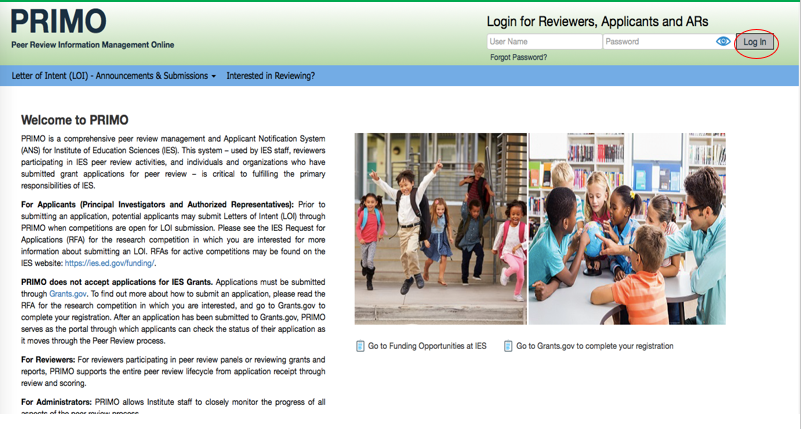 PRIMO
Peer Review Information Management Online
Login for Reviewers, Applicants and ARs
User Name
Password
Log In
Forgot Password?
Letter of Intent (LOI) - Announcements & Submissions
Interested in Reviewing?
Welcome to PRIMO
PRIMO is a comprehensive peer review management and Applicant Notification System
(ANS) for Institute of Education Sciences (IES). This system – used by IES staff, reviewers
participating in IES peer review activities, and individuals and organizations who have
submitted grant applications for peer review – is critical to fulfilling the primary
responsibilities of IES.
For Applicants (Principal Investigators and Authorized Representatives): Prior to
submitting an application, potential applicants may submit Letters of Intent (LOI) through
PRIMO when competitions are open for LOI submission. Please see the IES Request for
Applications (RFA) for the research competition in which you are interested for more
information about submitting an LOI. RFAs for active competitions may be found on the
IES website: https://ies.ed.gov/funding/.
PRIMO does not accept applications for IES Grants. Applications must be submitted
through Grants.gov. To find out more about how to submit an application, please read the
RFA for the research competition in which you are interested, and go to Grants.gov to
complete your registration. After an application has been submitted to Grants.gov, PRIMO
serves as the portal through which applicants can check the status of their application as
it moves through the Peer Review process.
For Reviewers: For reviewers participating in peer review panels or reviewing grants and
reports, PRIMO supports the entire peer review lifecycle from application receipt through
review and scoring.
For Administrators: PRIMO allows Institute staff to closely monitor the progress of all
aspects of the peer review process.
Go to Funding Opportunities at IES
Go to Grants.gov to complete your registration